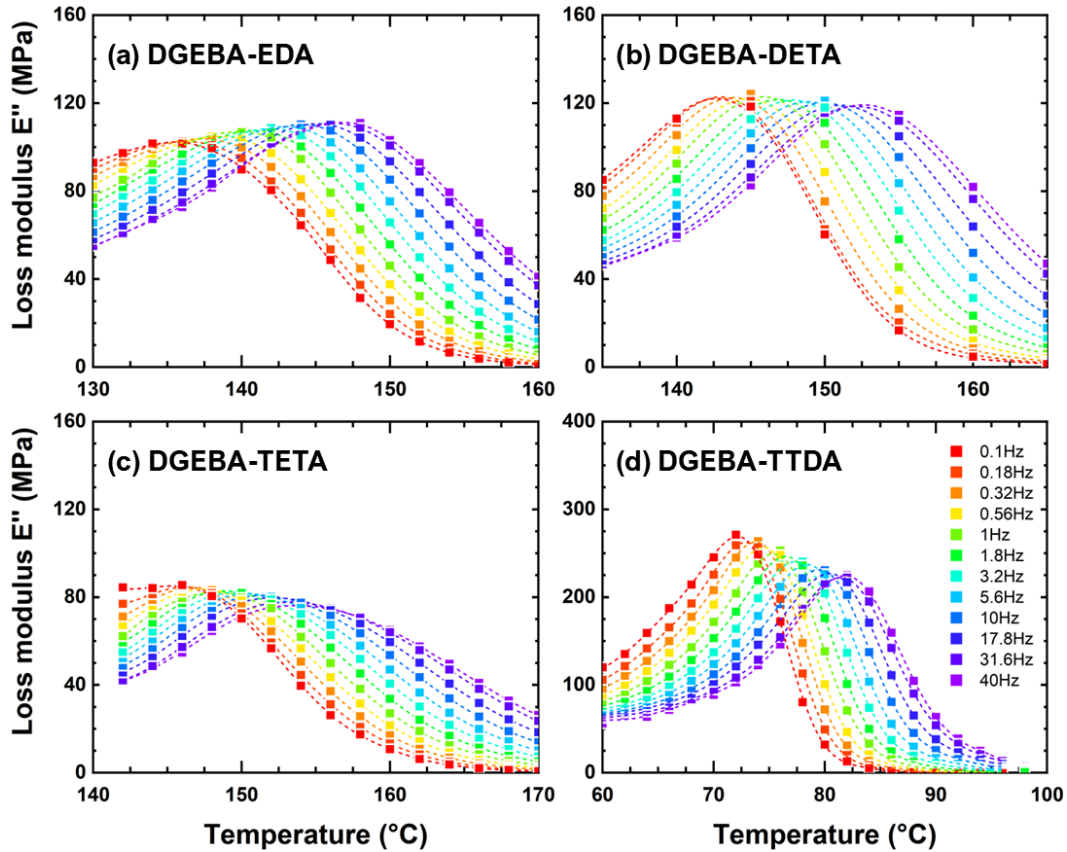 Loss modulus E" (MPa)
160
120
80
40
0
(a) DGEBA-EDA
130
140
150
160
160
120
80
40
0
(b) DGEBA-DETA
140
150
160
Loss modulus E" (MPa)
160
120
80
40
0
(c) DGEBA-TETA
140
150
160
170
Temperature (°C)
400
300
200
100
0
(d) DGEBA-TTDA
0.1Hz
0.18Hz
0.32Hz
0.56Hz
1Hz
1.8Hz
3.2Hz
5.6Hz
10Hz
17.8Hz
31.6Hz
40Hz
60
70
80
90
100
Temperature (°C)